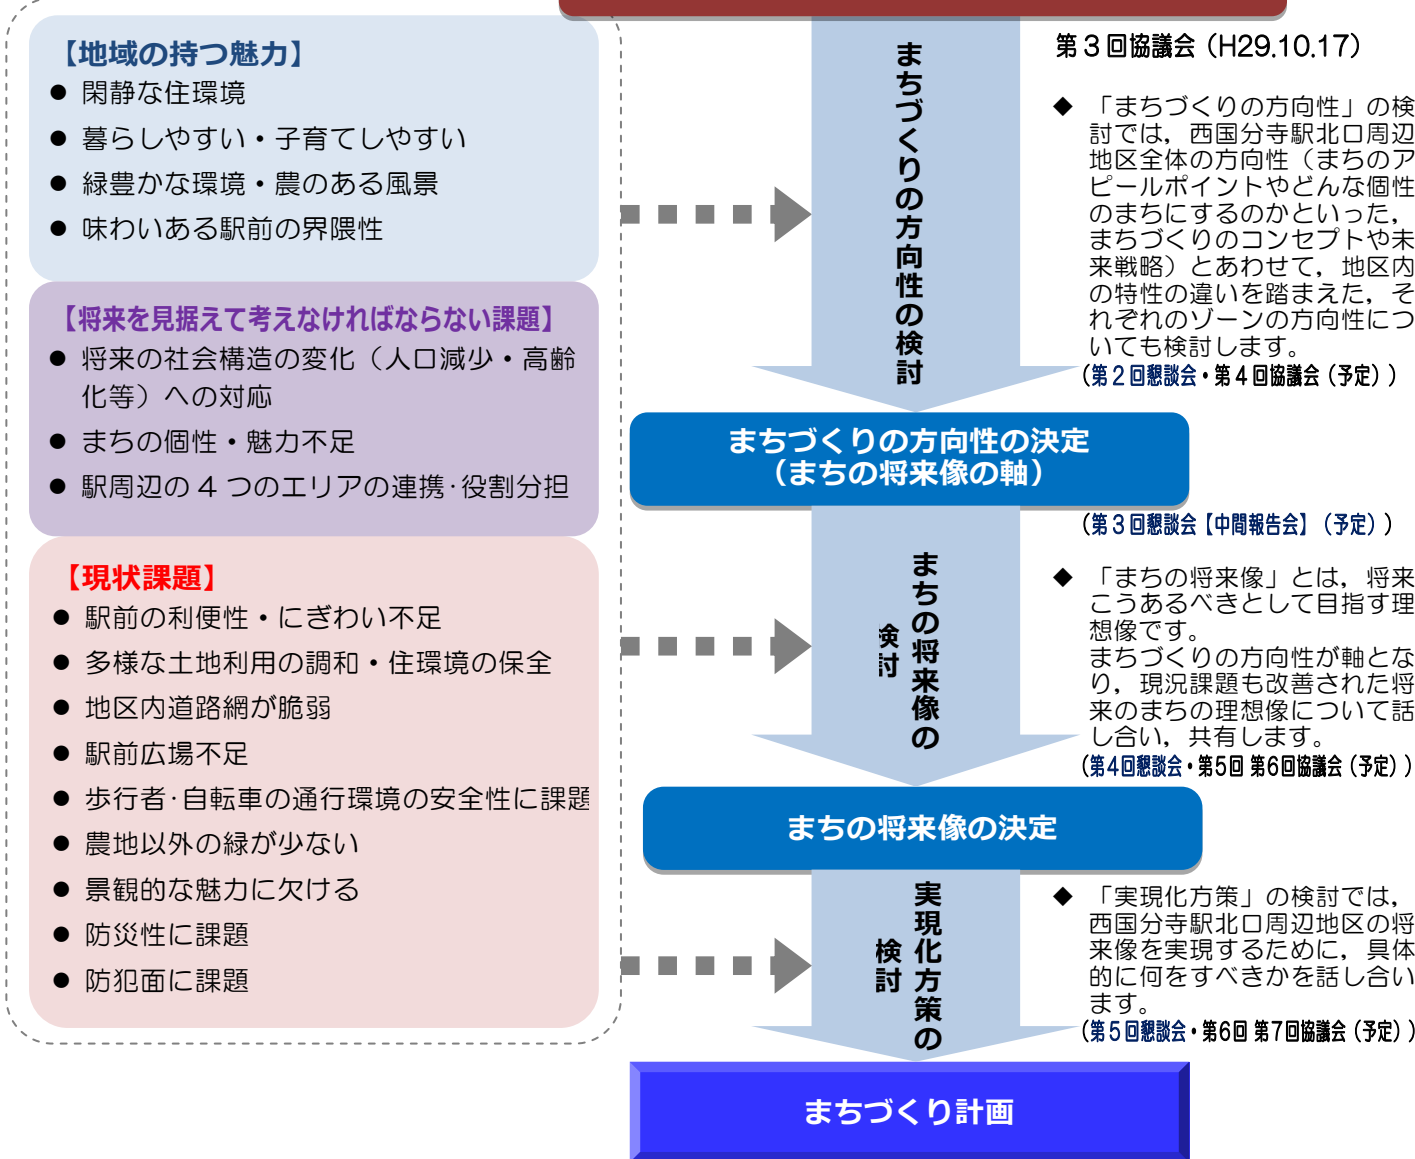 【地域の持つ魅力】
● 閑静な住環境
● 暮らしやすい・子育てしやすい
● 緑豊かな環境・農のある風景
● 味わいある駅前の界隈性
【将来を見据えて考えなければならない課題】
● 将来の社会構造の変化（人口減少・高齢
化等）への対応
● まちの個性・魅力不足
● 駅周辺の 4 つのエリアの連携・役割分担
【現状課題】
● 駅前の利便性・にぎわい不足
● 多様な土地利用の調和・住環境の保全
● 地区内道路網が脆弱
● 駅前広場不足
● 歩行者・自転車の通行環境の安全性に課題
● 農地以外の緑が少ない
● 景観的な魅力に欠ける
● 防災性に課題
● 防犯面に課題
まちづくりの方向性の検討
まちづくりの方向性の決定
（まちの将来像の軸）
まちの将来像の
検討
まちの将来像の決定
実現化方策の
検討
まちづくり計画
第３回協議会（H29.10.17）
◆ 「まちづくりの方向性」の検
討では，西国分寺駅北口周辺
地区全体の方向性（まちのア
ピールポイントやどんな個性
のまちにするのかといった，
まちづくりのコンセプトや未
来戦略）とあわせて，地区内
の特性の違いを踏まえた，そ
れぞれのゾーンの方向性につ
いても検討します。
（第２回懇談会・第４回協議会（予定））
（第３回懇談会【中間報告会】（予定））
◆ 「まちの将来像」とは，将来
こうあるべきとして目指す理
想像です。
まちづくりの方向性が軸とな
り，現況課題も改善された将
来のまちの理想像について話
し合い，共有します。
（第4回懇談会・第5回 第6回協議会（予定））
◆ 「実現化方策」の検討では，
西国分寺駅北口周辺地区の将
来像を実現するために，具体
的に何をすべきかを話し合い
ます。
（第５回懇談会・第6回 第7回協議会（予定））